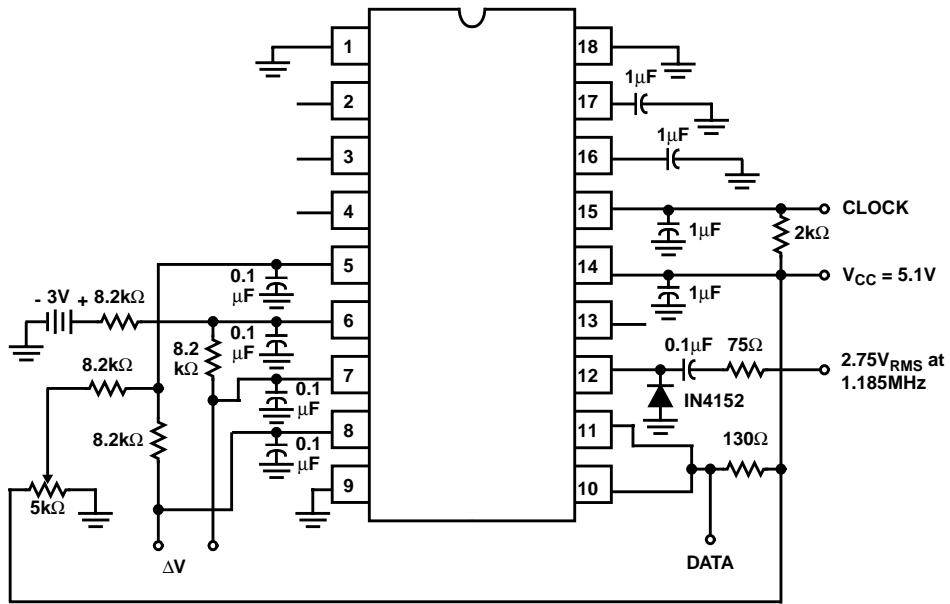 1
18
1μF
2
17
1μF
3
16
4
15
CLOCK
1μF
2kΩ
5
14
0.1
μF
V_CC = 5.1V
1μF
- 3V + 8.2kΩ
6
13
0.1
μF
8.2
kΩ
0.1μF
75Ω
8.2kΩ
7
12
2.75V_RMS at
1.185MHz
0.1
μF
IN4152
8
11
130Ω
8.2kΩ
0.1
μF
9
10
5kΩ
ΔV
DATA